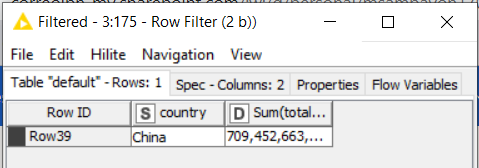 Filtered - 3:175 - Row Filter (2 b))
File Edit Hilite Navigation View
Table "default" - Rows: 1 Spec - Columns: 2 Properties Flow Variables
Row ID S country D Sum(total...
Row39 China 709,452,663,...